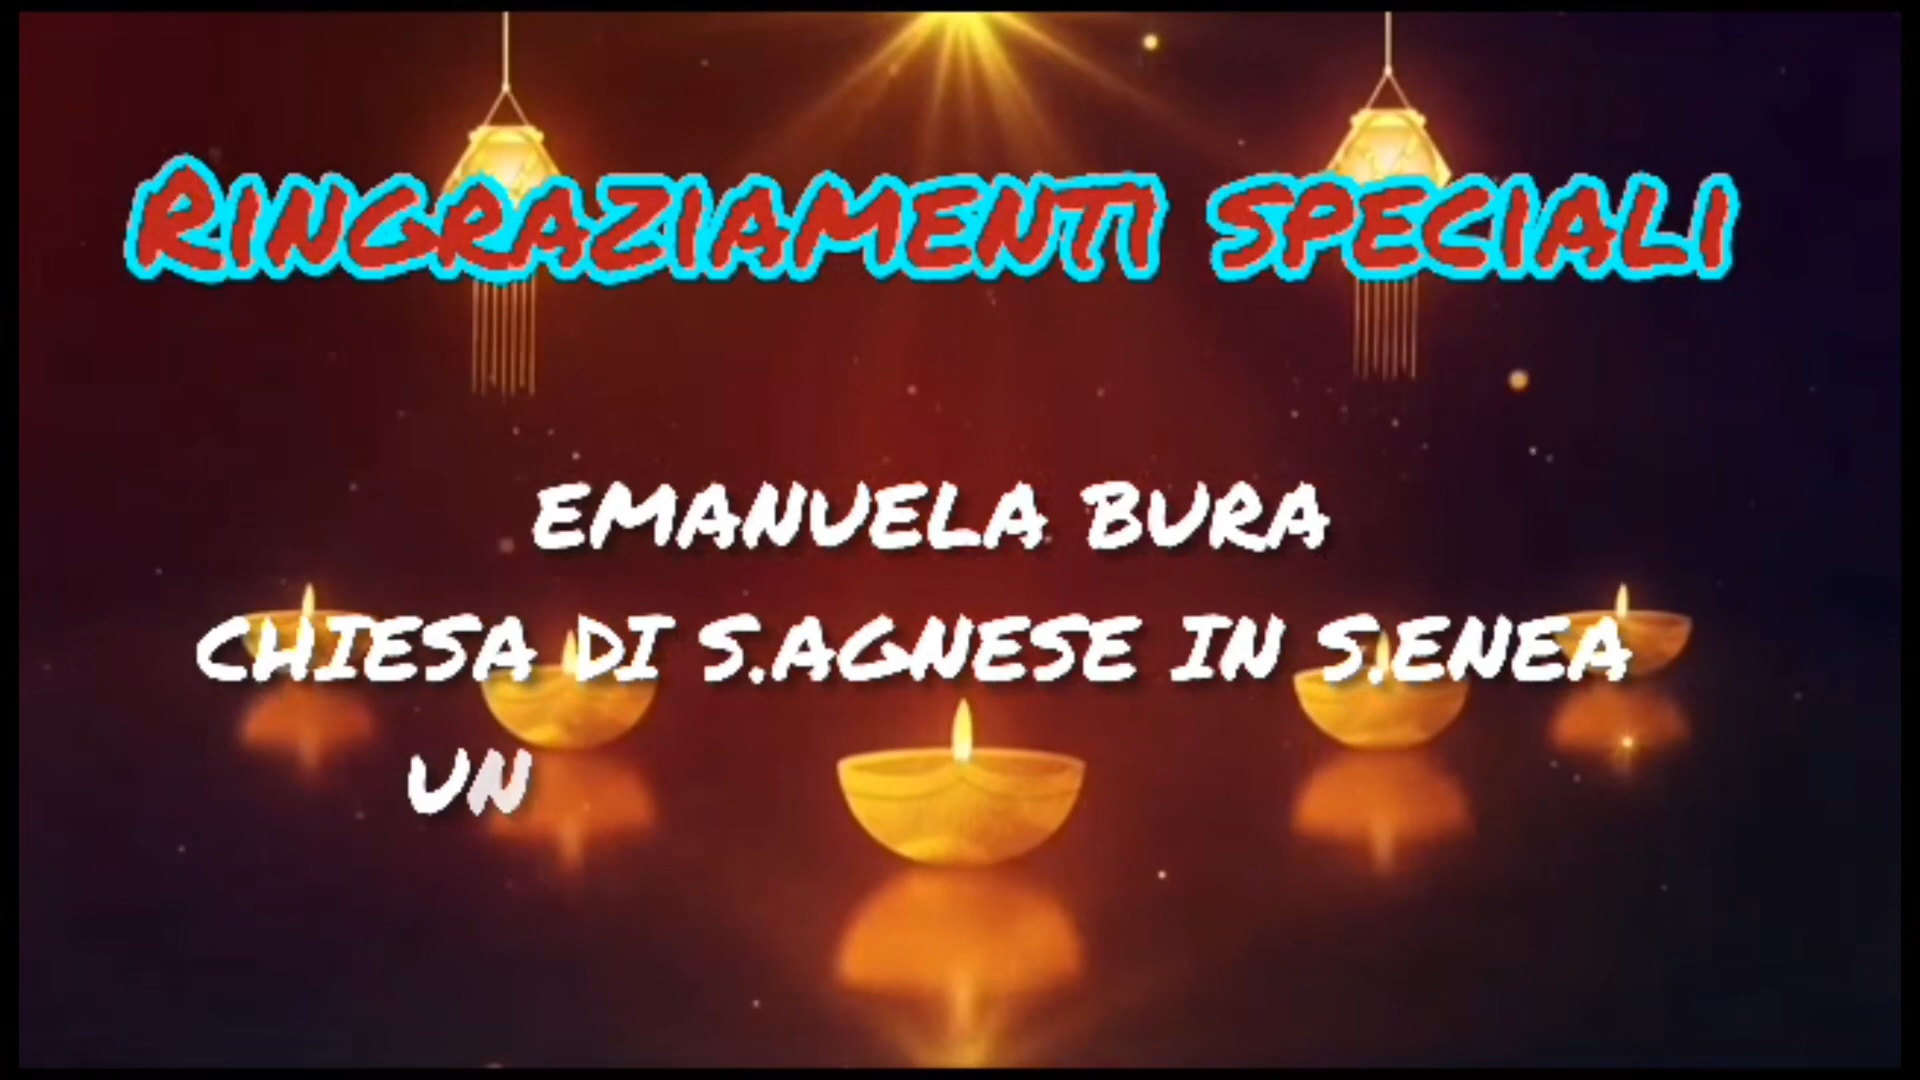 RINGRAZIAMENTI SPECIALI
EMANUELA BURA
CHIESA DI S.AGNESE IN S.ENEA
UN